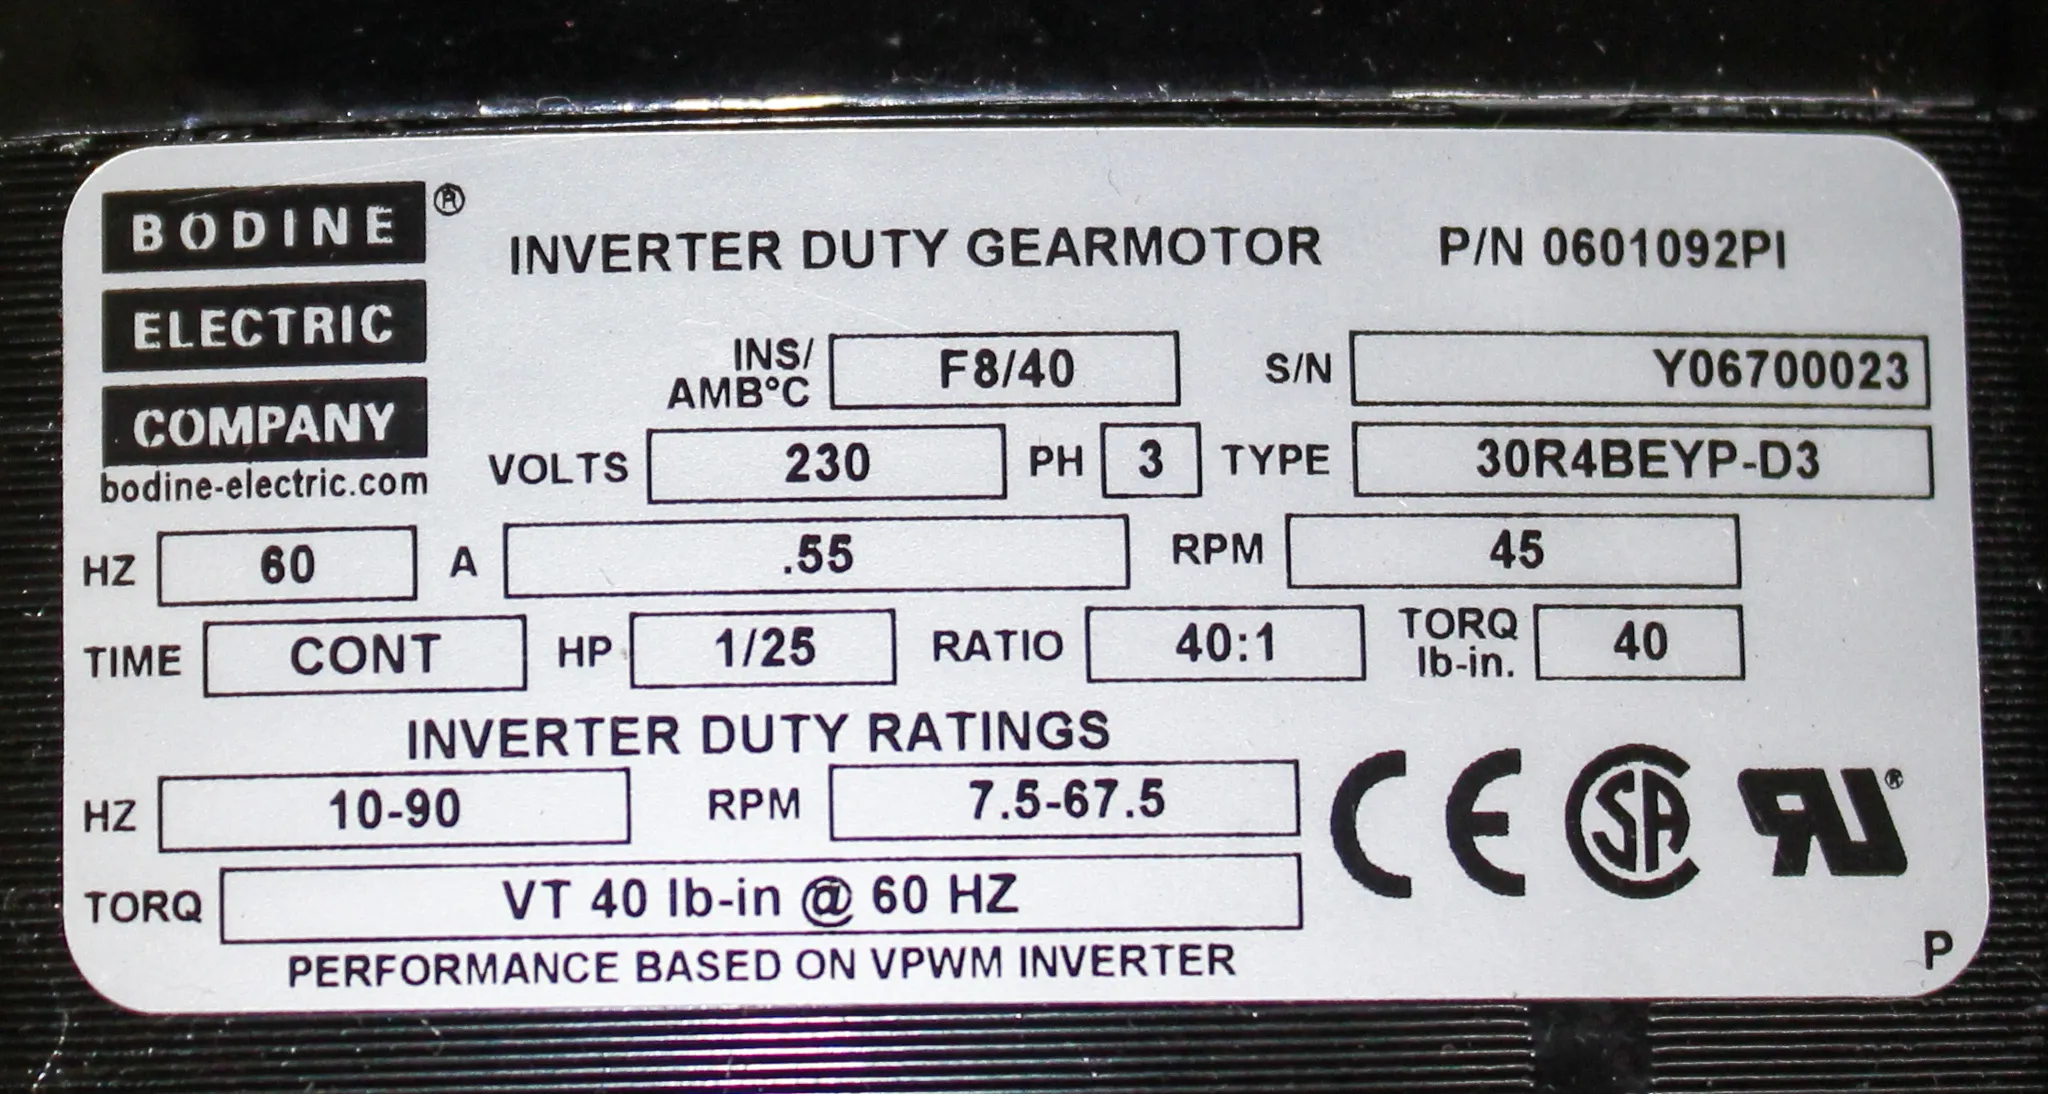 BODINE ®
ELECTRIC
COMPANY
bodine-electric.com
INVERTER DUTY GEARMOTOR P/N 0601092PI
INS/ AMB°C F8/40 S/N Y06700023
VOLTS 230 PH 3 TYPE 30R4BEYP-D3
HZ 60 A .55 RPM 45
TIME CONT HP 1/25 RATIO 40:1 TORQ lb-in. 40
INVERTER DUTY RATINGS
HZ 10-90 RPM 7.5-67.5
TORQ VT 40 lb-in @ 60 HZ
PERFORMANCE BASED ON VPWM INVERTER
CE SA RU ®
P